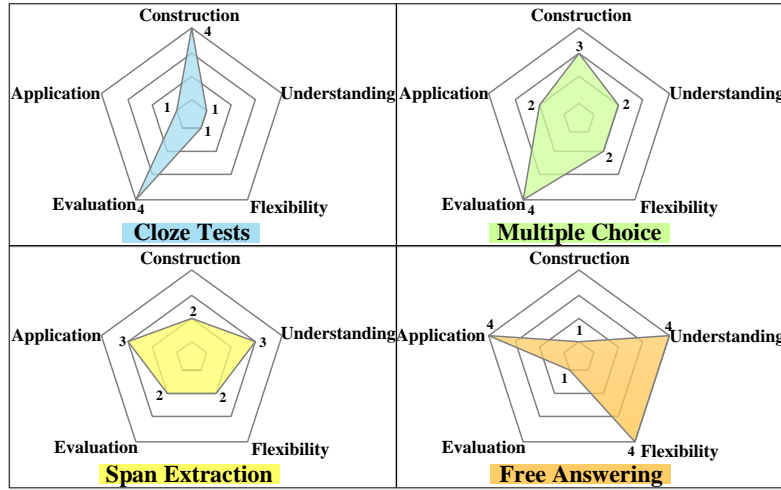 Construction
4
Application
Understanding
1
1
1
Evaluation
4
Flexibility
Cloze Tests
Construction
3
Application
Understanding
2
2
2
Evaluation
4
Flexibility
Multiple Choice
Construction
2
Application
Understanding
3
3
2
2
Evaluation
Flexibility
Span Extraction
Construction
4
1
4
Application
Understanding
1
Evaluation
4
Flexibility
Free Answering